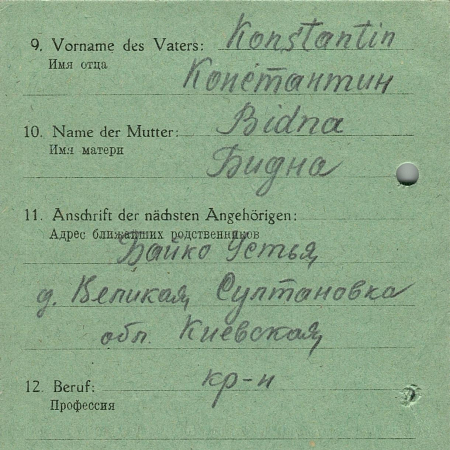 9. Vorname des Vaters: Konstantin
Имя отца
Константин
10. Name der Mutter: Bidna
Имя матери
Бидна
11. Anschrift der nächsten Angehörigen:
Адрес ближайших родственников
Байко Устья
д. Великая Султановка
обл. Киевская
12. Beruf: кр-н
Профессия